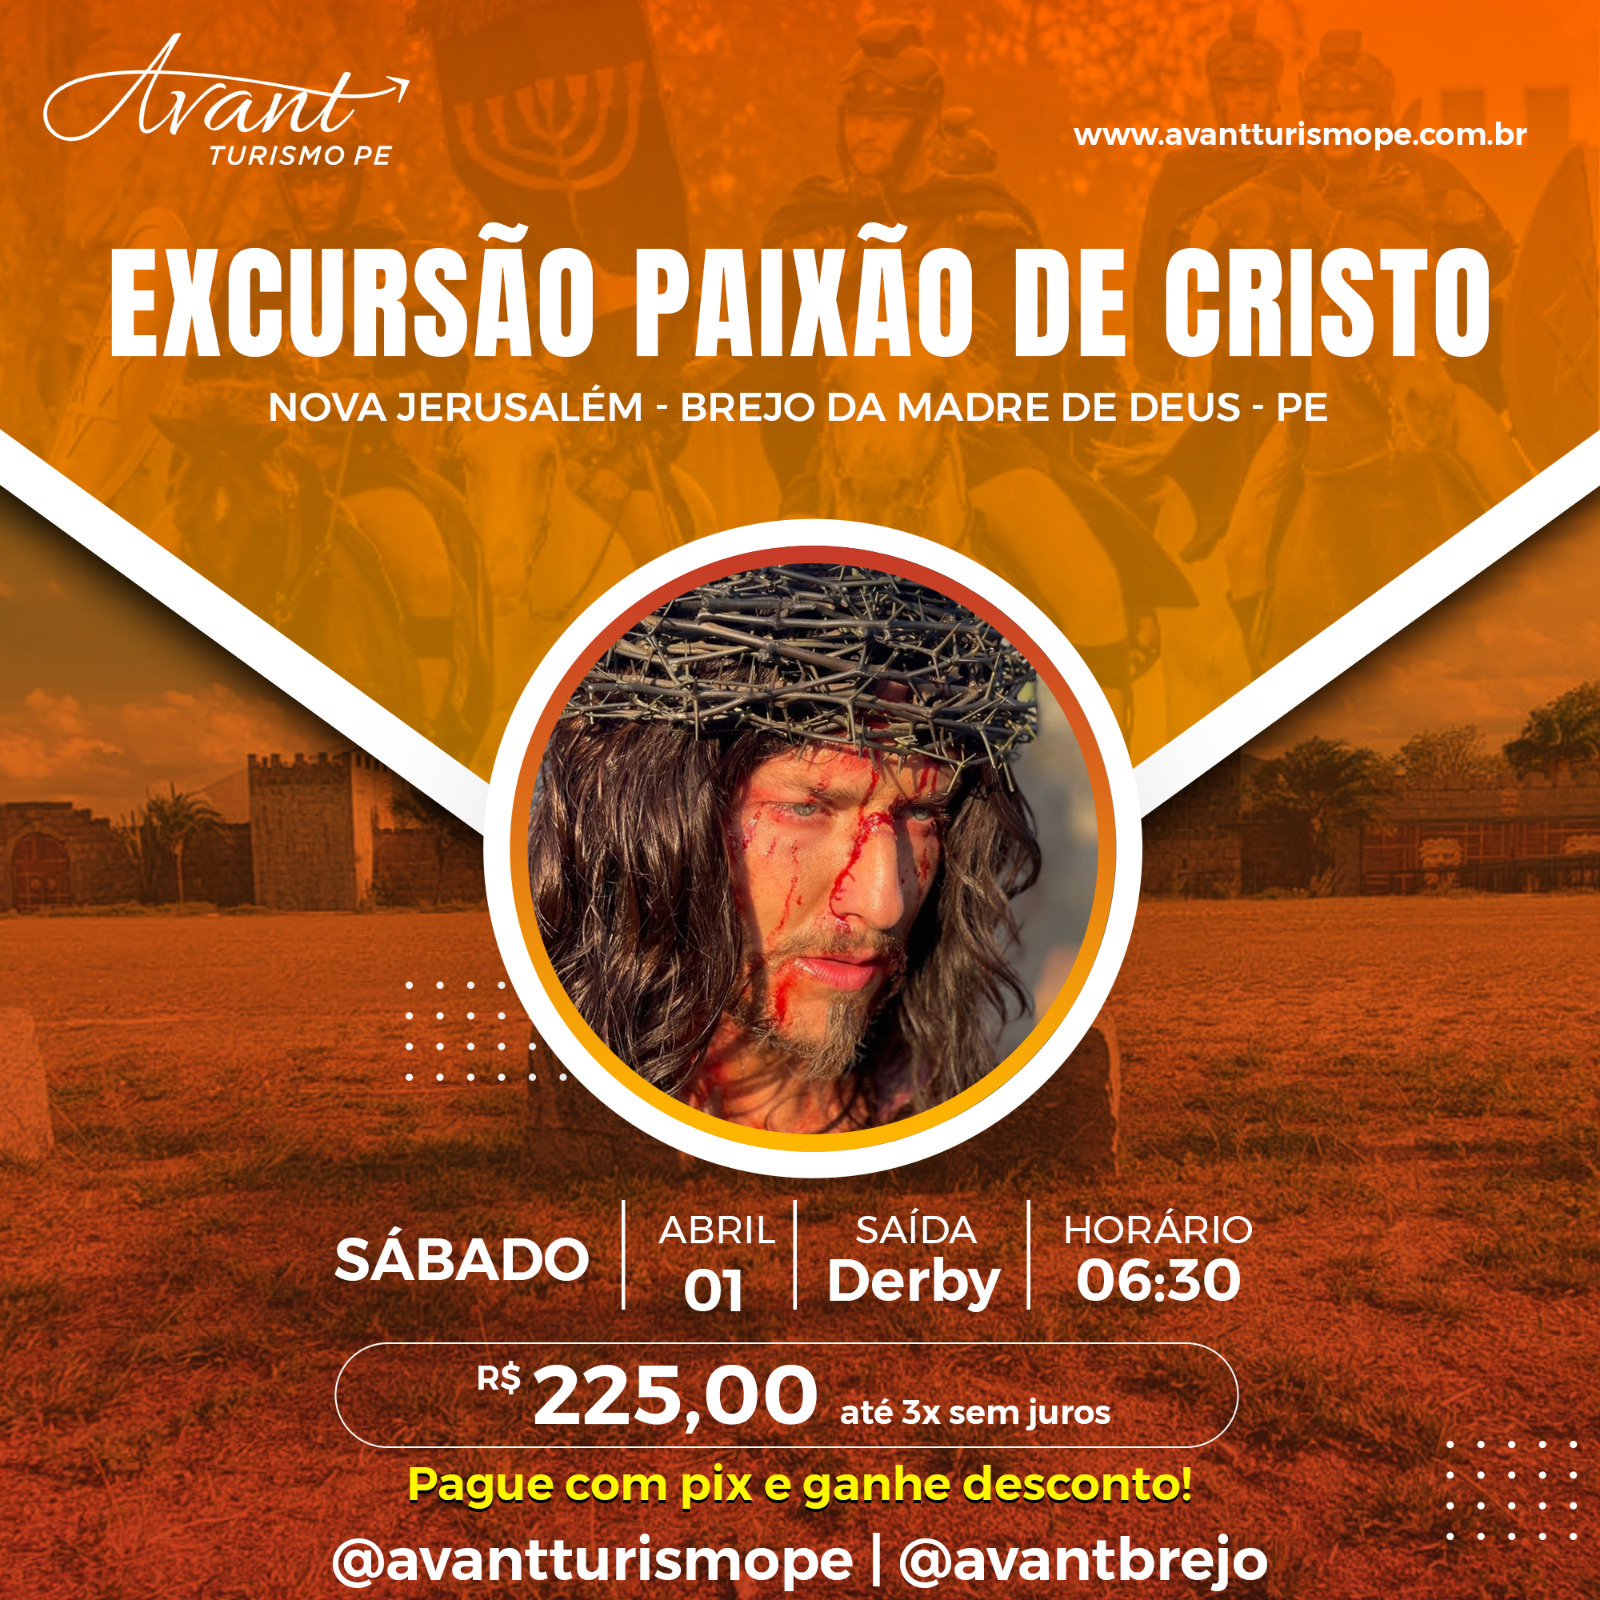 Avant
TURISMO PE
www.avantturismope.com.br
EXCURSÃO PAIXÃO DE CRISTO
NOVA JERUSALÉM - BREJO DA MADRE DE DEUS - PE
SÁBADO
ABRIL
01
SAÍDA
Derby
HORÁRIO
06:30
R$ 225,00 até 3x sem juros
Pague com pix e ganhe desconto!
@avantturismope | @avantbrejo